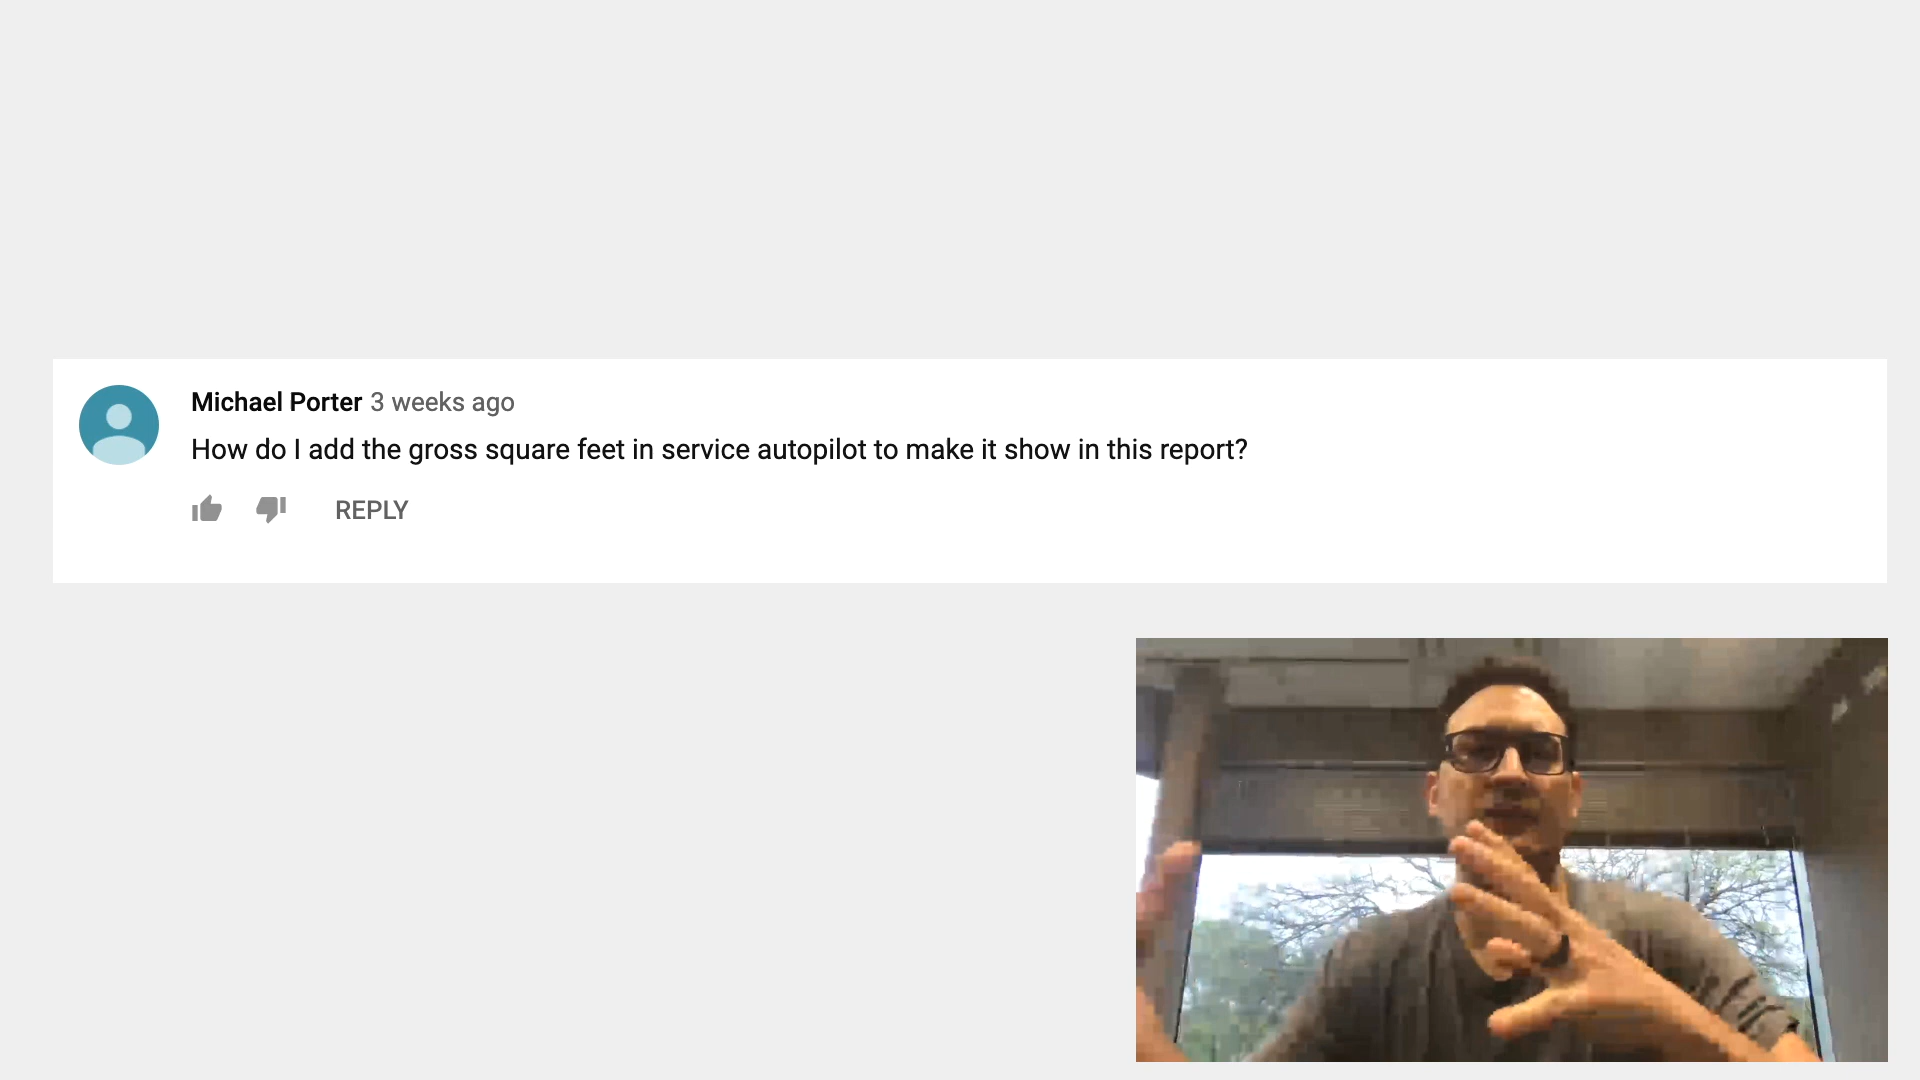 Michael Porter 3 weeks ago
How do I add the gross square feet in service autopilot to make it show in this report?
REPLY